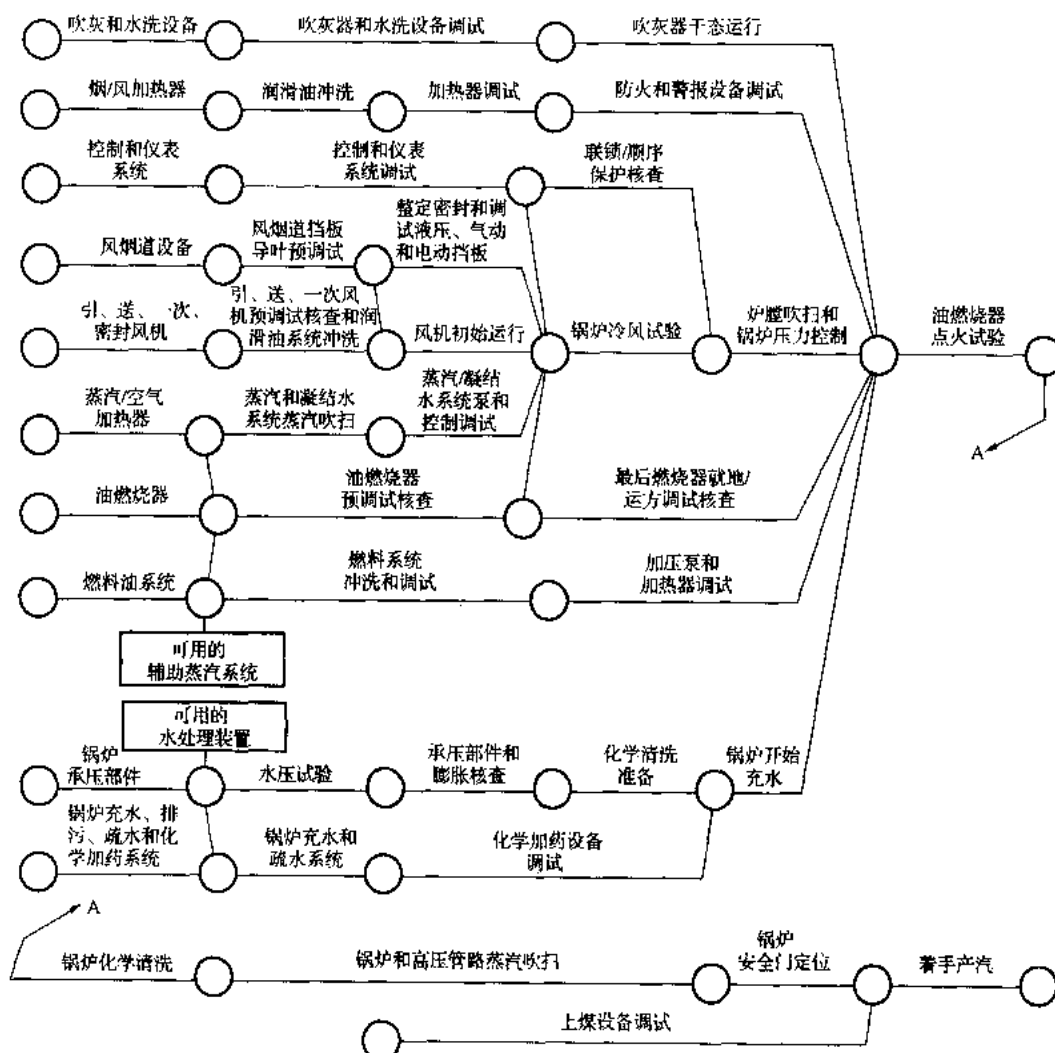 吹灰和水洗设备
吹灰器和水洗设备调试
吹灰器干态运行
烟/风加热器
润滑油冲洗
加热器调试
防火和警报设备调试
控制和仪表
系统
控制和仪表
系统调试
联锁/顺序
保护核查
风烟道设备
风烟道挡板
导叶预调试
整定密封和调
试液压、气动
和电动挡板
引、送、一次、
密封风机
引、送、一次风
机预调试核查和润
滑油系统冲洗
风机初始运行
锅炉冷风试验
炉膛吹扫和
锅炉压力控制
油燃烧器
点火试验
蒸汽/空气
加热器
蒸汽和凝结水
系统蒸汽吹扫
蒸汽/凝结
水系统泵和
控制调试
A
油燃烧器
油燃烧器
预调试核查
最后燃烧器就地/
运方调试核查
燃料油系统
燃料系统
冲洗和调试
加压泵和
加热器调试
可用的
辅助蒸汽系统
可用的
水处理装置
锅炉
承压部件
水压试验
承压部件和
膨胀核查
化学清洗
准备
锅炉开始
充水
锅炉充水、排
污、疏水和化
学加药系统
锅炉充水和
疏水系统
化学加药设备
调试
A
锅炉化学清洗
锅炉和高压管路蒸汽吹扫
锅炉
安全门定位
着手产汽
上煤设备调试